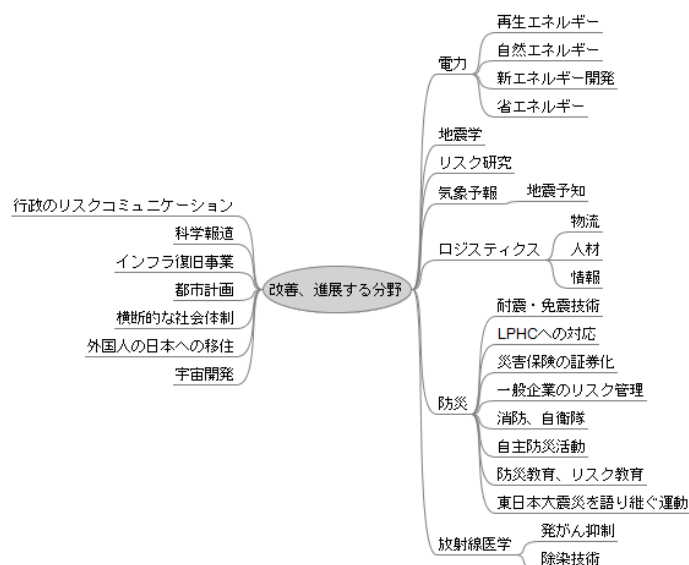 改善、進展する分野
行政のリスクコミュニケーション
科学報道
インフラ復旧事業
都市計画
横断的な社会体制
外国人の日本への移住
宇宙開発
電力
再生エネルギー
自然エネルギー
新エネルギー開発
省エネルギー
地震学
リスク研究
気象予報
地震予知
ロジスティクス
物流
人材
情報
防災
耐震・免震技術
LPHCへの対応
災害保険の証券化
一般企業のリスク管理
消防、自衛隊
自主防災活動
防災教育、リスク教育
東日本大震災を語り継ぐ運動
放射線医学
発がん抑制
除染技術